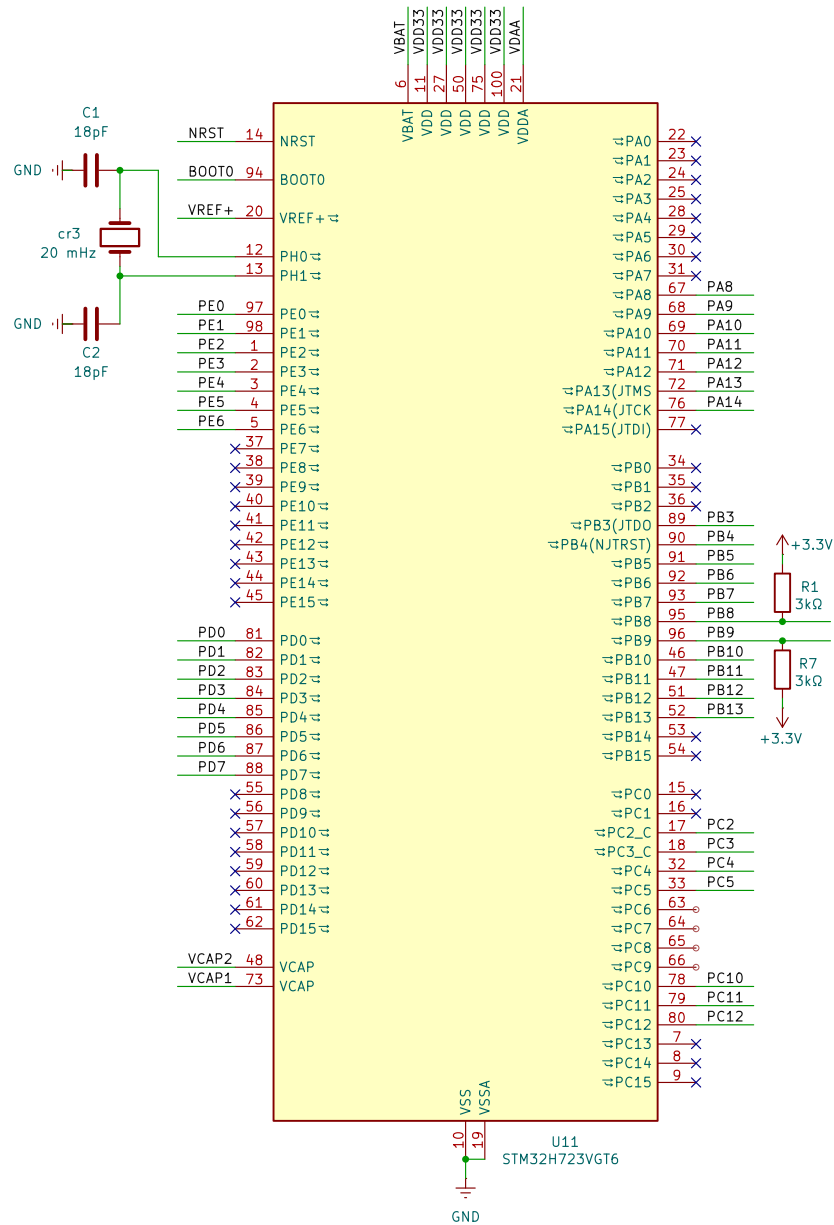 VBAT VDD33 VDD33 VDD33 VDD33 VDD33 VDAA
6 11 27 50 75 100 21
VBAT VDD VDD VDD VDD VDD VDDA
C1
18pF
GND
cr3
20 mHz
GND
C2
18pF
NRST 14 NRST
BOOT0 94 BOOT0
VREF+ 20 VREF+
12 PH0
13 PH1
PE0 97 PE0
PE1 98 PE1
PE2 1 PE2
PE3 2 PE3
PE4 3 PE4
PE5 4 PE5
PE6 5 PE6
37 PE7
38 PE8
39 PE9
40 PE10
41 PE11
42 PE12
43 PE13
44 PE14
45 PE15
PD0 81 PD0
PD1 82 PD1
PD2 83 PD2
PD3 84 PD3
PD4 85 PD4
PD5 86 PD5
PD6 87 PD6
PD7 88 PD7
55 PD8
56 PD9
57 PD10
58 PD11
59 PD12
60 PD13
61 PD14
62 PD15
VCAP2 48 VCAP
VCAP1 73 VCAP
PA0 22
PA1 23
PA2 24
PA3 25
PA4 28
PA5 29
PA6 30
PA7 31
PA8 67 PA8
PA9 68 PA9
PA10 69 PA10
PA11 70 PA11
PA12 71 PA12
PA13(JTMS 72 PA13
PA14(JTCK 76 PA14
PA15(JTDI) 77
PB0 34
PB1 35
PB2 36
PB3(JTDO 89 PB3
PB4(NJTRST) 90 PB4
PB5 91 PB5
PB6 92 PB6
PB7 93 PB7
PB8 95 PB8
PB9 96 PB9
PB10 46 PB10
PB11 47 PB11
PB12 51 PB12
PB13 52 PB13
PB14 53
PB15 54
+3.3V
R1
3kΩ
R7
3kΩ
+3.3V
PC0 15
PC1 16
PC2_C 17 PC2
PC3_C 18 PC3
PC4 32 PC4
PC5 33 PC5
PC6 63
PC7 64
PC8 65
PC9 66
PC10 78 PC10
PC11 79 PC11
PC12 80 PC12
PC13 7
PC14 8
PC15 9
VSS VSSA
10 19
U11
STM32H723VGT6
GND